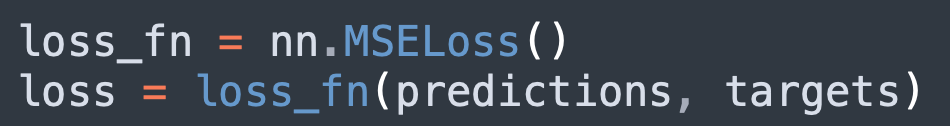 loss_fn = nn.MSELoss()
loss = loss_fn(predictions, targets)